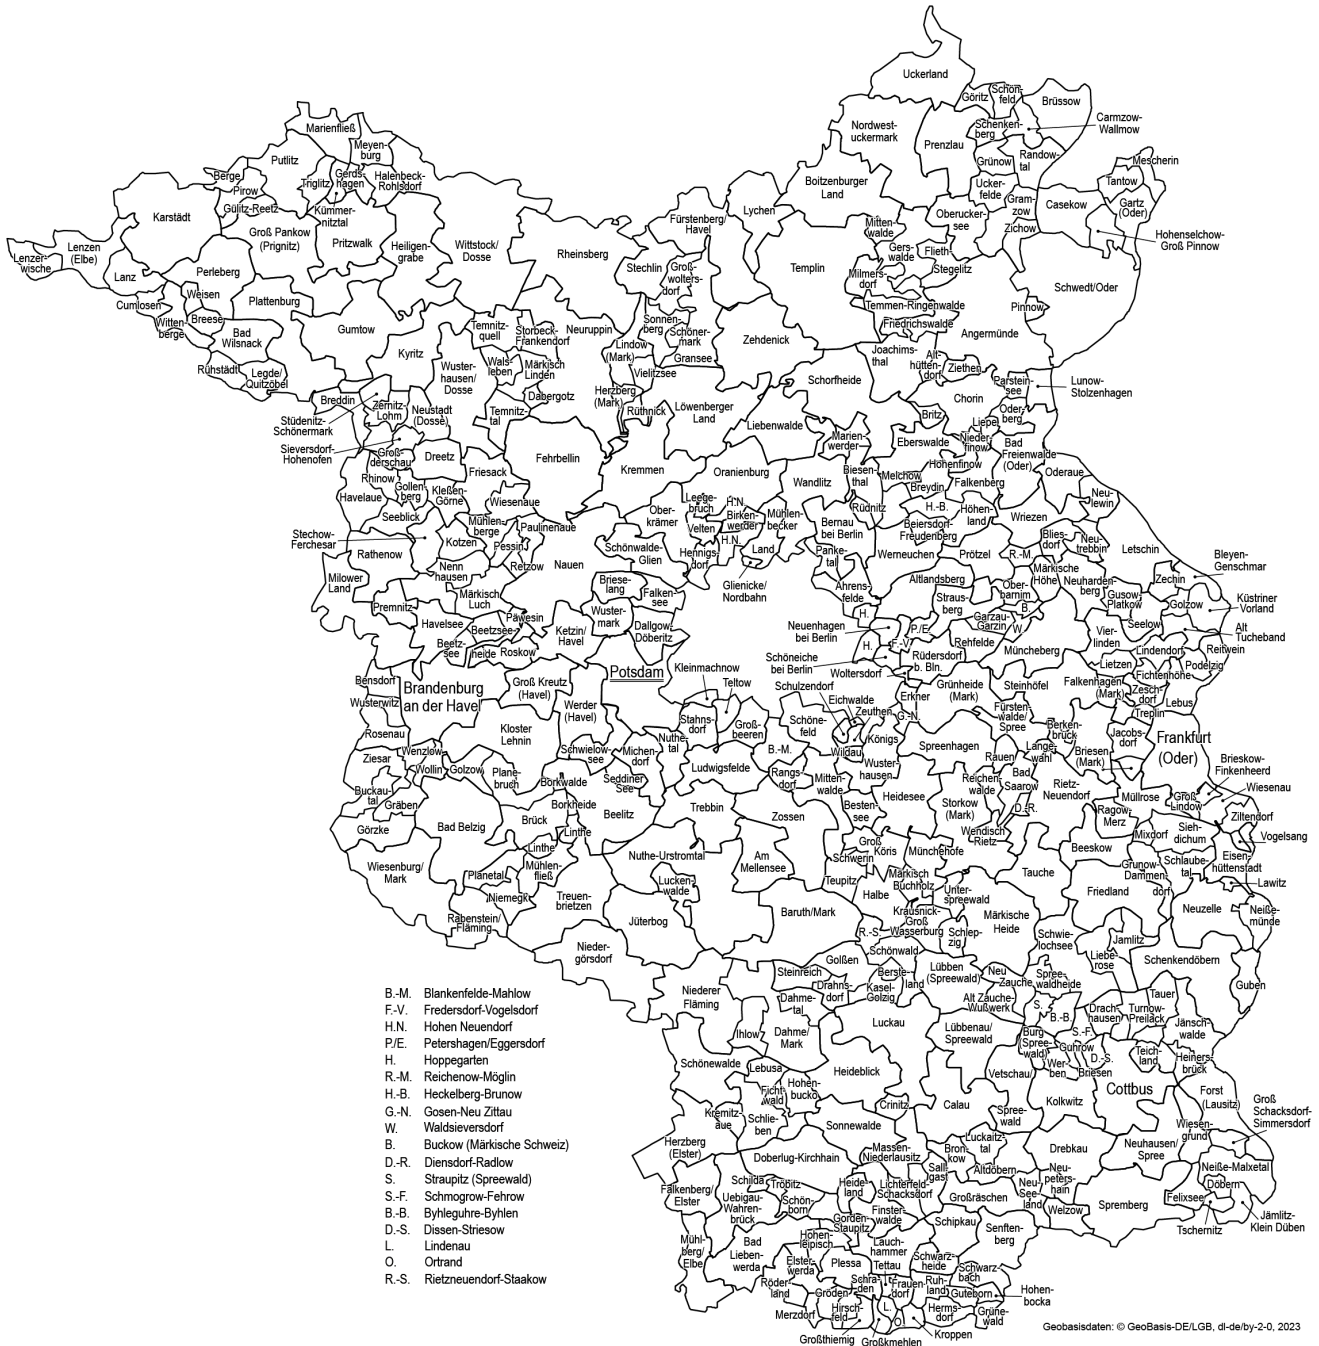 Uckerland
Göritz
Schön-
feld
Brüssow
Carmzow-
Wallmow
Nordwest-
uckermark
Schenken-
berg
Prenzlau
Grünow
Randow-
tal
Mescherin
Tantow
Gartz
(Oder)
Boitzenburger
Land
Ucker-
felde
Gram-
zow
Casekow
Hohenselchow-
Groß Pinnow
Lychen
Mitten-
walde
Oberucker-
see
Zichow
Marienfließ
Meyen-
burg
Putlitz
Berge
Pirow
Triglitz
Gerds-
hagen
Halenbeck-
Rohlsdorf
Karstädt
Gülitz-Reetz
Kümmer-
nitztal
Groß Pankow
(Prignitz)
Pritzwalk
Heiligen-
grabe
Wittstock/
Dosse
Rheinsberg
Fürstenberg/
Havel
Lenzen
(Elbe)
Lenzer-
wische
Lanz
Perleberg
Stechlin
Groß-
wolters-
dorf
Templin
Gers-
walde
Flieth-
Stegelitz
Milmers-
dorf
Schwedt/Oder
Cumlosen
Weisen
Plattenburg
Temmen-Ringenwalde
Pinnow
Witten-
berge
Breese
Bad
Wilsnack
Gumtow
Temnitz-
quell
Storbeck-
Frankendorf
Neuruppin
Sonnen-
berg
Schöner-
mark
Zehdenick
Friedrichswalde
Angermünde
Kyritz
Lindow
(Mark)
Gransee
Joachims-
thal
Alt-
hütten-
dorf
Ziethen
Rühstädt
Legde/
Quitzöbel
Wuster-
hausen/
Dosse
Wals-
leben
Märkisch
Linden
Vielitzsee
Schorfheide
Parstein-
see
Lunow-
Stolzenhagen
Breddin
Zernitz-
Lohm
Neustadt
(Dosse)
Dabergotz
Herzberg
(Mark)
Rüthnick
Löwenberger
Land
Chorin
Stüdenitz-
Schönermark
Temnitz-
tal
Liebenwalde
Britz
Liepe
Oder-
berg
Sieversdorf-
Hohenofen
Groß-
derschau
Dreetz
Fehrbellin
Marien-
werder
Eberswalde
Nieder-
finow
Bad
Freienwalde
(Oder)
Rhinow
Friesack
Kremmen
Oranienburg
Biesen-
thal
Melchow
Hohenfinow
Oderaue
Havelaue
Gollen-
berg
Kleßen-
Görne
Wiesenaue
Wandlitz
Breydin
Falkenberg
Neu-
lewin
Seeblick
Leege-
bruch
H.N.
Rüdnitz
H.-B.
Höhen-
land
Wriezen
Stechow-
Ferchesar
Mühlen-
berge
Paulinenaue
Ober-
krämer
Velten
Birken-
werder
Mühlen-
becker
Bernau
bei Berlin
Beiersdorf-
Freudenberg
Blies-
dorf
Neu-
trebbin
Letschin
Rathenow
Kotzen
Pessin
Schönwalde-
Glien
Hennigs-
dorf
H.N.
Land
Panke-
tal
Werneuchen
Prötzel
R.-M.
Bleyen-
Genschmar
Nenn
hausen
Retzow
Nauen
Glienicke/
Nordbahn
Ahrens-
felde
Altlandsberg
Märkische
Höhe
Neuharden-
berg
Zechin
Milower
Land
Märkisch
Luch
Briese-
lang
Falken-
see
Ober-
barnim
Gusow-
Platkow
Golzow
Küstriner
Vorland
Premnitz
Päwesin
Wuster-
mark
Straus-
berg
B.
Havelsee
Beetzsee
Ketzin/
Havel
Dallgow-
Döberitz
H.
Neuenhagen
bei Berlin
P./E.
Garzau-
Garzin
W.
Seelow
Alt
Tucheband
Beetz-
see
heide
Roskow
H.
F.-V.
Rehfelde
Müncheberg
Vier-
linden
Lindendorf
Reitwein
Schöneiche
bei Berlin
Rüdersdorf
b. Bln.
Lietzen
Podelzig
Bensdorf
Brandenburg
an der Havel
Groß Kreutz
(Havel)
Potsdam
Kleinmachnow
Teltow
Woltersdorf
Grünheide
(Mark)
Steinhöfel
Falkenhagen
(Mark)
Fichtenhöhe
Zesch-
dorf
Lebus
Wusterwitz
Schulzendorf
Eichwalde
Erkner
Treplin
Werder
(Havel)
Zeuthen
G.-N.
Fürsten-
walde/
Spree
Rosenau
Kloster
Lehnin
Stahns-
dorf
Groß-
beeren
Schöne-
feld
Berken-
brück
Jacobs-
dorf
Frankfurt
(Oder)
Nuthe-
tal
B.-M.
Wildau
Königs
Spreenhagen
Lange-
wahl
Wenzlow
Schwielow-
see
Michen-
dorf
Wuster-
hausen
Rauen
Briesen
(Mark)
Brieskow-
Finkenheerd
Ziesar
Wollin
Golzow
Plane-
bruch
Ludwigsfelde
Rangs-
dorf
Mitten-
walde
Reichen-
walde
Bad
Saarow
Rietz-
Neuendorf
Wiesenau
Borkwalde
Seddiner
See
Heidesee
Buckau-
tal
Gräben
Borkheide
Trebbin
Besten-
see
Storkow
(Mark)
D.-R.
Müllrose
Groß
Lindow
Ziltendorf
Görzke
Bad Belzig
Brück
Beelitz
Zossen
Ragow-
Merz
Linthe
Wendisch
Rietz
Mixdorf
Sieh-
dichum
Vogelsang
Linthe
Groß
Köris
Beeskow
Nuthe-Urstromtal
Am
Mellensee
Schwerin
Münchehofe
Grunow-
Dammen-
dorf
Schlaube-
tal
Eisen-
hüttenstadt
Wiesenburg/
Mark
Planetal
Mühlen-
fließ
Lucken-
walde
Teupitz
Märkisch
Buchholz
Tauche
Lawitz
Niemegk
Treuen-
brietzen
Halbe
Unter-
spreewald
Friedland
Neuzelle
Neiße-
münde
Rabenstein/
Fläming
Jüterbog
Baruth/Mark
Krausnick-
Groß
Wasserburg
Märkische
Heide
R.-S.
Schlep-
zig
Schwie-
lochsee
Jamlitz
Nieder-
görsdorf
Schönwald
Golßen
Liebe-
rose
Schenkendöbern
Steinreich
Berste-
land
Lübben
(Spreewald)
Neu
Zauche
Spree-
waldheide
Guben
Niederer
Fläming
Drahns-
dorf
Kasel-
Golzig
Alt Zauche-
Wußwerk
Tauer
Dahme-
tal
S.
B.-B.
Drach-
hausen
Turnow-
Preilack
Jänsch-
walde
Ihlow
Dahme/
Mark
Luckau
Lübbenau/
Spreewald
Burg
(Spree-
wald)
S.-F.
Guhrow
D.-S.
Teich-
land
Heiners-
brück
Schönewalde
Lebusa
Wer-
ben
Briesen
Heideblick
Vetschau/
Cottbus
Ficht-
wald
Hohen-
bucko
Forst
(Lausitz)
Groß
Schacksdorf-
Simmersdorf
Crinitz
Calau
Kolkwitz
Kremitz-
aue
Schlie-
ben
Spree-
wald
Sonnewalde
Wiesen-
grund
Herzberg
(Elster)
Luckaitz-
tal
Massen-
Niederlausitz
Bron-
kow
Drebkau
Neuhausen/
Spree
Doberlug-Kirchhain
Sall-
gast
Altdöbern
Neu-
peters-
hain
Neiße-Malxetal
Schilda
Tröbitz
Heide-
land
Lichterfeld-
Schacksdorf
Döbern
Falkenberg/
Elster
Uebigau-
Wahren-
brück
Schön-
born
Großräschen
Neu-
See-
land
Felixsee
Welzow
Spremberg
Finster-
walde
Jämlitz-
Klein Düben
Gorden-
Staupitz
Schipkau
Senften-
berg
Tschernitz
Mühl-
berg/
Elbe
Bad
Lieben-
werda
Hohen-
leipisch
Lauch-
hammer
Elster-
werda
Plessa
Tettau
Schwarz-
heide
Schwarz-
bach
Röder-
land
Schra-
den
Frauen-
dorf
Ruh-
land
Guteborn
Hohen-
bocka
Gröden
Merzdorf
Hirsch-
feld
L.
Herms-
dorf
Grüne-
wald
O.
Kroppen
Großthiemig
Großkmehlen
B.-M. Blankenfelde-Mahlow
F.-V. Fredersdorf-Vogelsdorf
H.N. Hohen Neuendorf
P./E. Petershagen/Eggersdorf
H. Hoppegarten
R.-M. Reichenow-Möglin
H.-B. Heckelberg-Brunow
G.-N. Gosen-Neu Zittau
W. Waldsieversdorf
B. Buckow (Märkische Schweiz)
D.-R. Diensdorf-Radlow
S. Straupitz (Spreewald)
S.-F. Schmogrow-Fehrow
B.-B. Byhleguhre-Byhlen
D.-S. Dissen-Striesow
L. Lindenau
O. Ortrand
R.-S. Rietzneuendorf-Staakow
Geobasisdaten: © GeoBasis-DE/LGB, dl-de/by-2-0, 2023